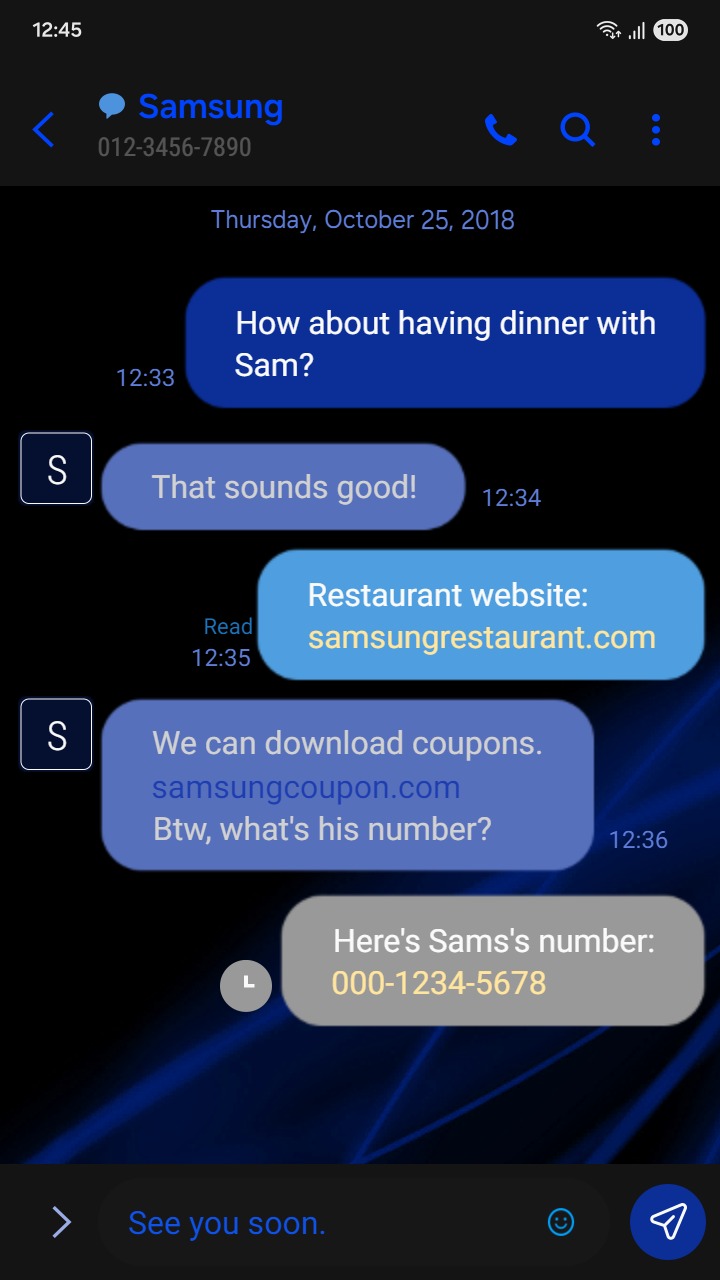 12:45
100
Samsung
012-3456-7890
Thursday, October 25, 2018
How about having dinner with
Sam?
12:33
S
That sounds good!
12:34
Restaurant website:
samsungrestaurant.com
Read
12:35
S
We can download coupons.
samsungcoupon.com
Btw, what's his number?
12:36
Here's Sams's number:
000-1234-5678
See you soon.